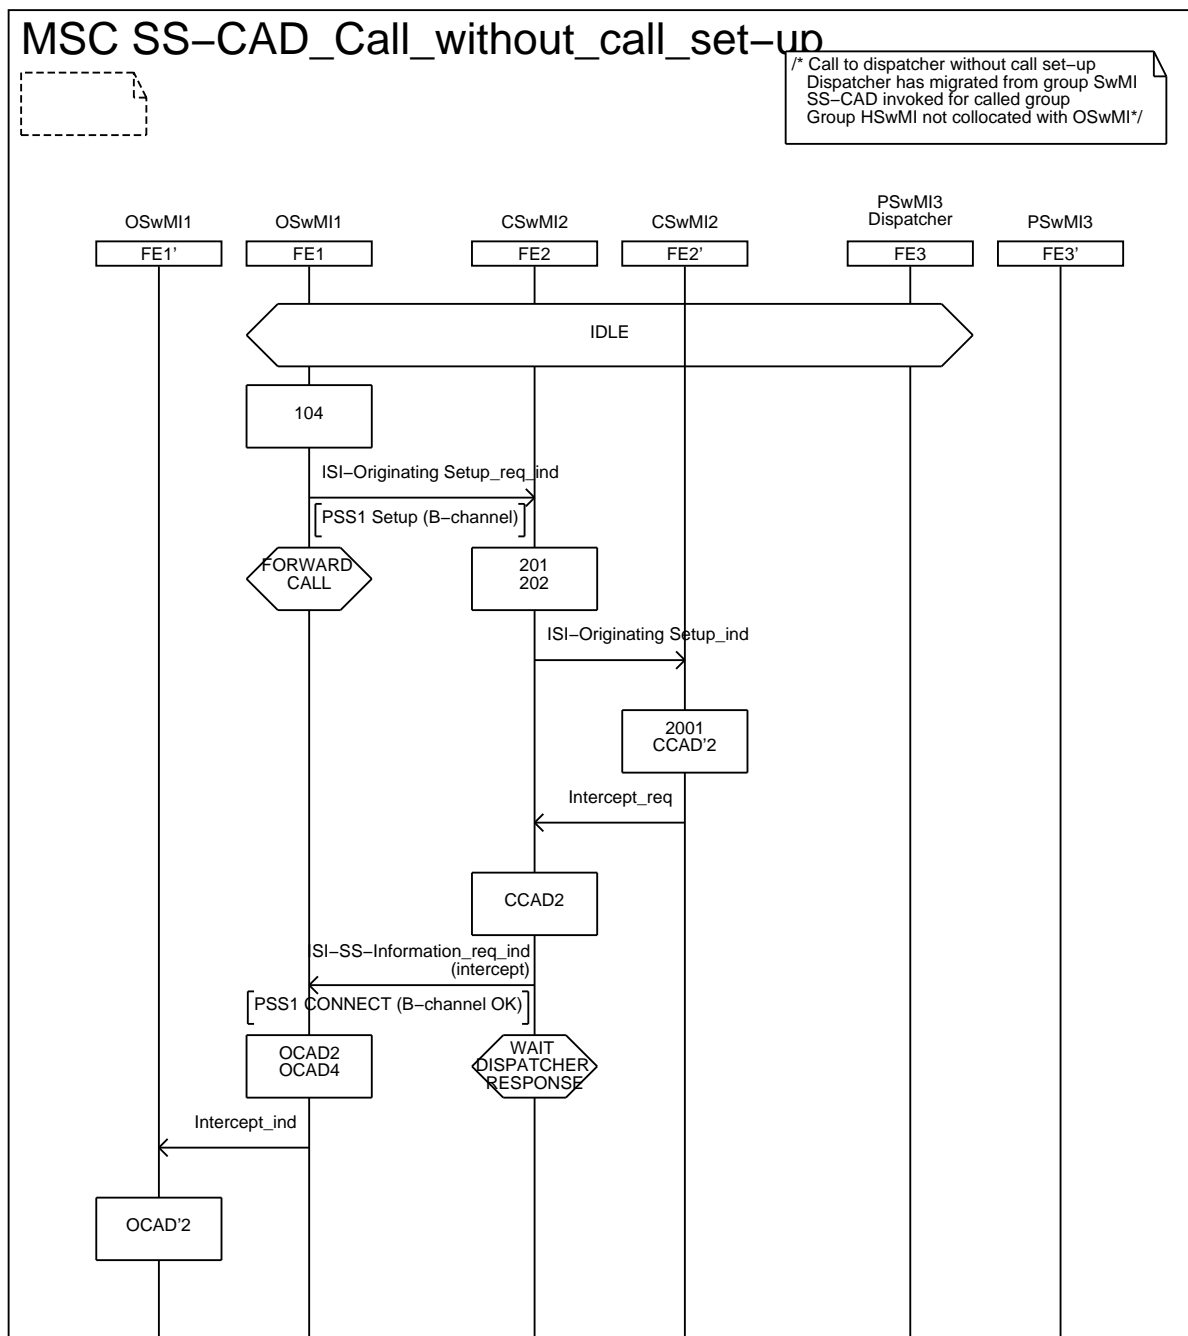 MSC SS−CAD_Call_without_call_set−up
/* Call to dispatcher without call set−up
Dispatcher has migrated from group SwMI
SS−CAD invoked for called group
Group HSwMI not collocated with OSwMI*/
OSwMI1
OSwMI1
CSwMI2
CSwMI2
PSwMI3
Dispatcher
PSwMI3
FE1'
FE1
FE2
FE2'
FE3
FE3'
IDLE
104
ISI−Originating Setup_req_ind
PSS1 Setup (B−channel)
FORWARD
CALL
201
202
ISI−Originating Setup_ind
2001
CCAD'2
Intercept_req
CCAD2
ISI−SS−Information_req_ind
(intercept)
PSS1 CONNECT (B−channel OK)
OCAD2
OCAD4
WAIT
DISPATCHER
RESPONSE
Intercept_ind
OCAD'2